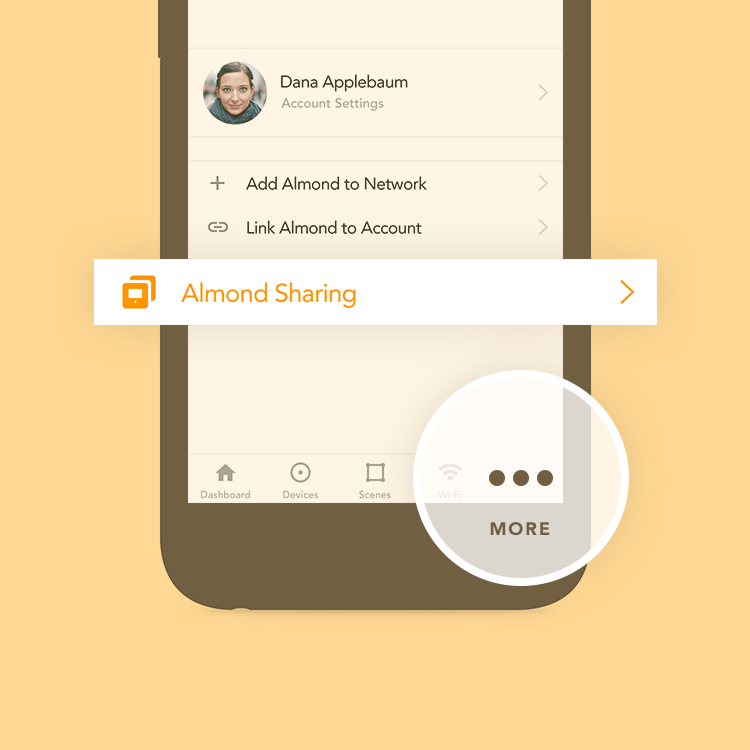 Dana Applebaum
Account Settings
Add Almond to Network
Link Almond to Account
Almond Sharing
Dashboard
Devices
Scenes
Wi-Fi
MORE